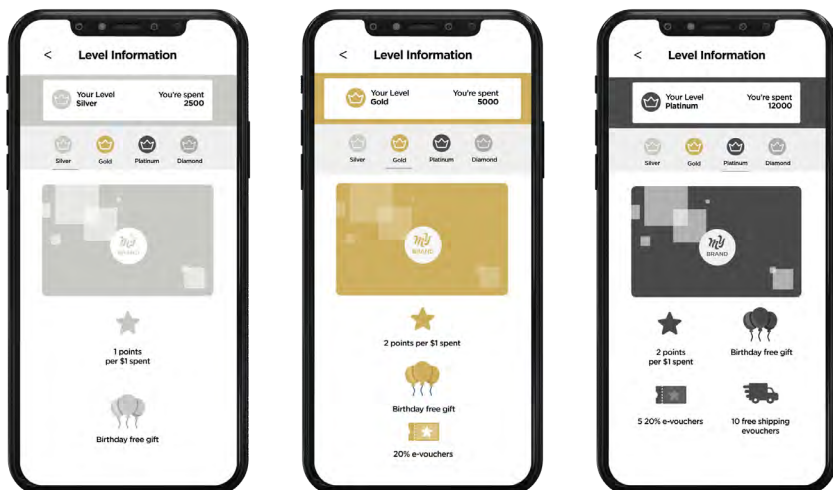 < Level Information
Your Level
Silver
You're spent
2500
Silver Gold Platinum Diamond
my
BRAND
1 points
per $1 spent
Birthday free gift
< Level Information
Your Level
Gold
You're spent
5000
Silver Gold Platinum Diamond
my
BRAND
2 points per $1 spent
Birthday free gift
20% e-vouchers
< Level Information
Your Level
Platinum
You're spent
12000
Silver Gold Platinum Diamond
my
BRAND
2 points
per $1 spent
Birthday free gift
5 20% e-vouchers
10 free shipping
evouchers